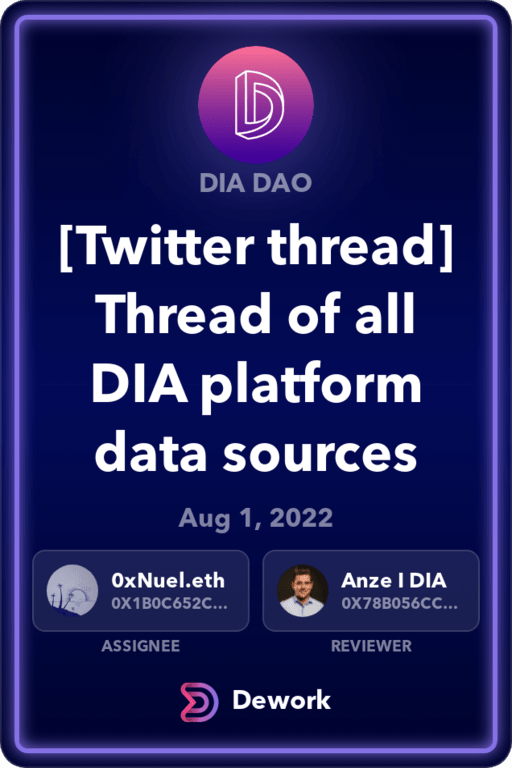 DIA DAO
[Twitter thread]
Thread of all
DIA platform
data sources
Aug 1, 2022
0xNuel.eth
0X1B0C652C...
ASSIGNEE
Anze I DIA
0X78B056CC...
REVIEWER
Dework